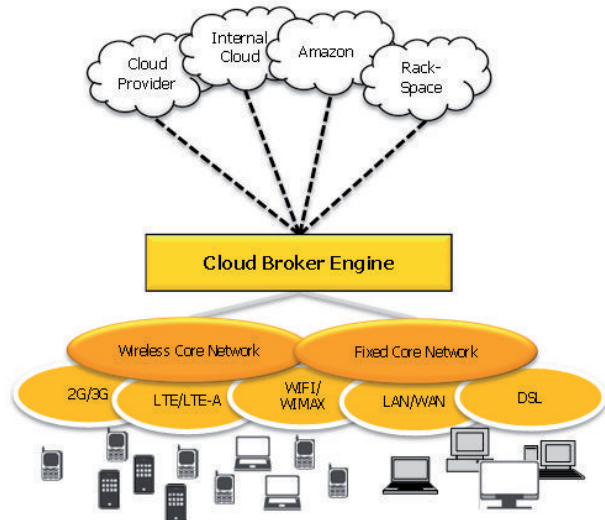 Cloud
Provider
Internal
Cloud
Amazon
Rack-
Space
Cloud Broker Engine
Wireless Core Network
Fixed Core Network
2G/3G
LTE/LTE-A
WIFI/
WIMAX
LAN/WAN
DSL